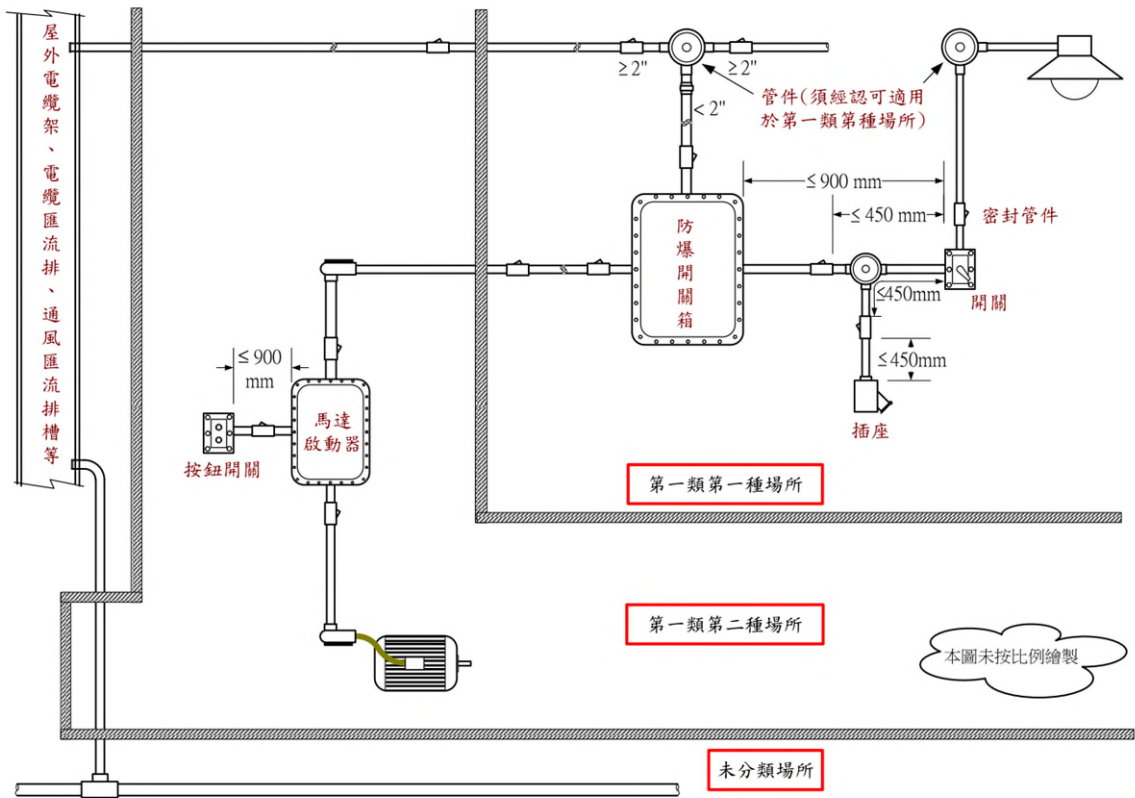 屋外電纜架、電纜匯流排、通風匯流排槽等
≥ 2"
≥ 2"
< 2"
管件(須經認可適用
於第一類第種場所)
≤ 900 mm
≤ 450 mm
密封管件
防爆開關箱
≤450mm
開關
≤450mm
插座
≤ 900
mm
馬達
啟動器
按鈕開關
第一類第一種場所
第一類第二種場所
本圖未按比例繪製
未分類場所